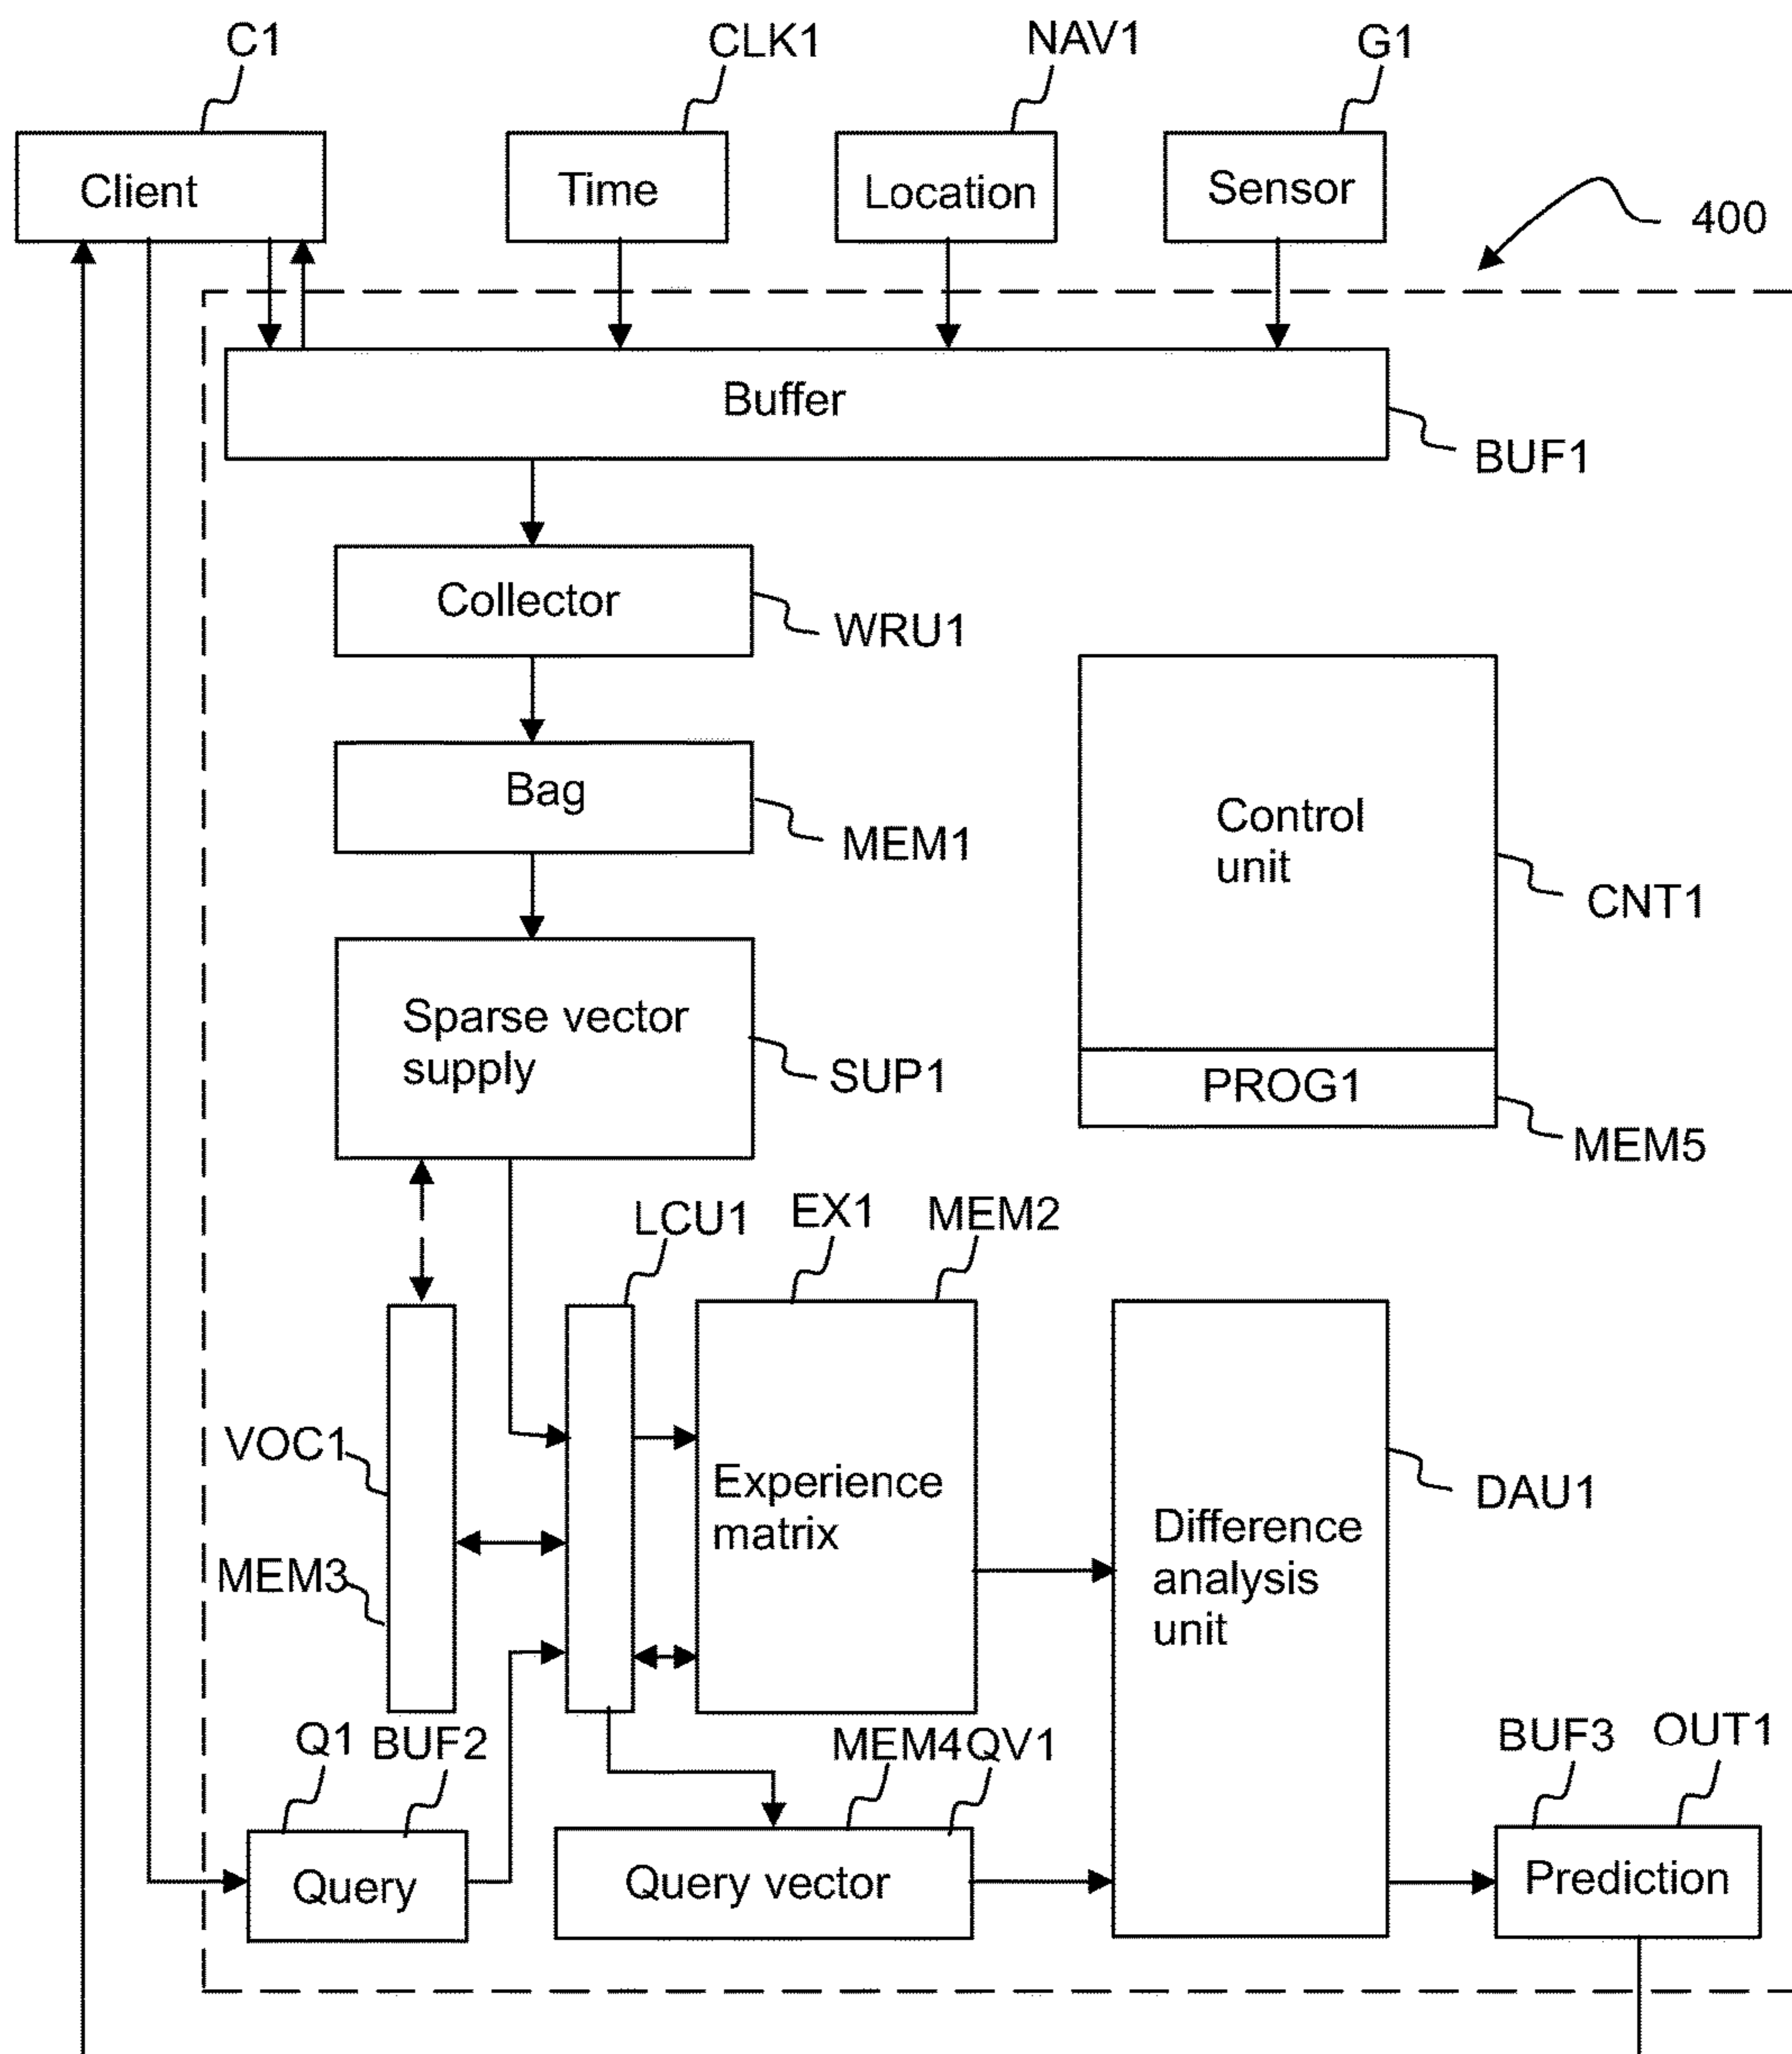 C1
CLK1
NAV1
G1
Client
Time
Location
Sensor
400
Buffer
BUF1
Collector
WRU1
Bag
MEM1
Control
unit
CNT1
Sparse vector
supply
SUP1
PROG1
MEM5
LCU1
EX1
MEM2
VOC1
Experience
matrix
DAU1
Difference
analysis
unit
MEM3
Q1
BUF2
MEM4
QV1
BUF3
OUT1
Query
Query vector
Prediction